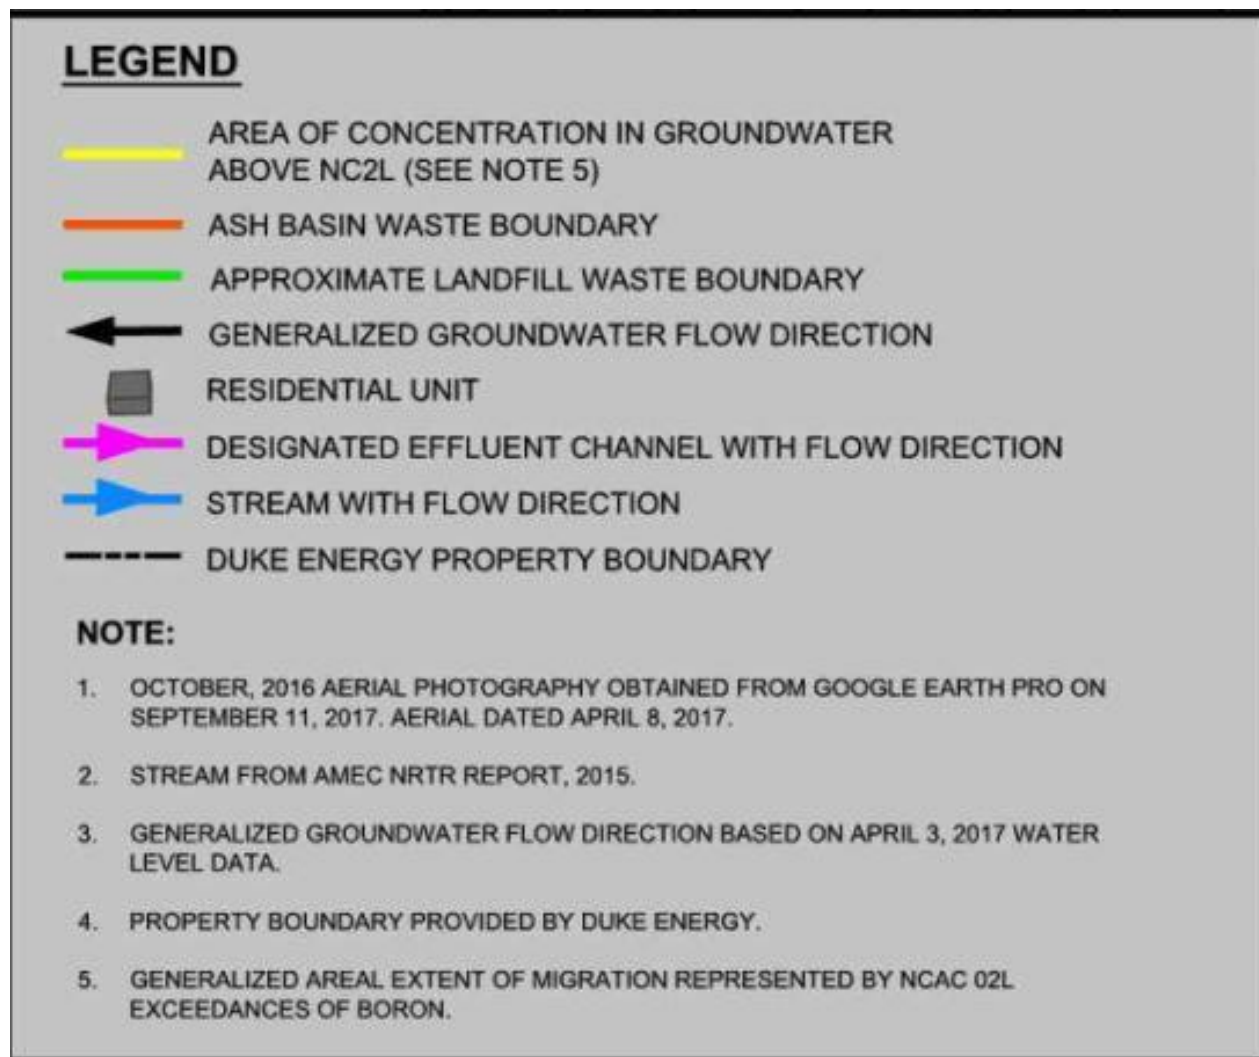 LEGEND
AREA OF CONCENTRATION IN GROUNDWATER
ABOVE NC2L (SEE NOTE 5)
ASH BASIN WASTE BOUNDARY
APPROXIMATE LANDFILL WASTE BOUNDARY
GENERALIZED GROUNDWATER FLOW DIRECTION
RESIDENTIAL UNIT
DESIGNATED EFFLUENT CHANNEL WITH FLOW DIRECTION
STREAM WITH FLOW DIRECTION
DUKE ENERGY PROPERTY BOUNDARY
NOTE:
1. OCTOBER, 2016 AERIAL PHOTOGRAPHY OBTAINED FROM GOOGLE EARTH PRO ON
SEPTEMBER 11, 2017. AERIAL DATED APRIL 8, 2017.
2. STREAM FROM AMEC NRTR REPORT, 2015.
3. GENERALIZED GROUNDWATER FLOW DIRECTION BASED ON APRIL 3, 2017 WATER
LEVEL DATA.
4. PROPERTY BOUNDARY PROVIDED BY DUKE ENERGY.
5. GENERALIZED AREAL EXTENT OF MIGRATION REPRESENTED BY NCAC 02L
EXCEEDANCES OF BORON.